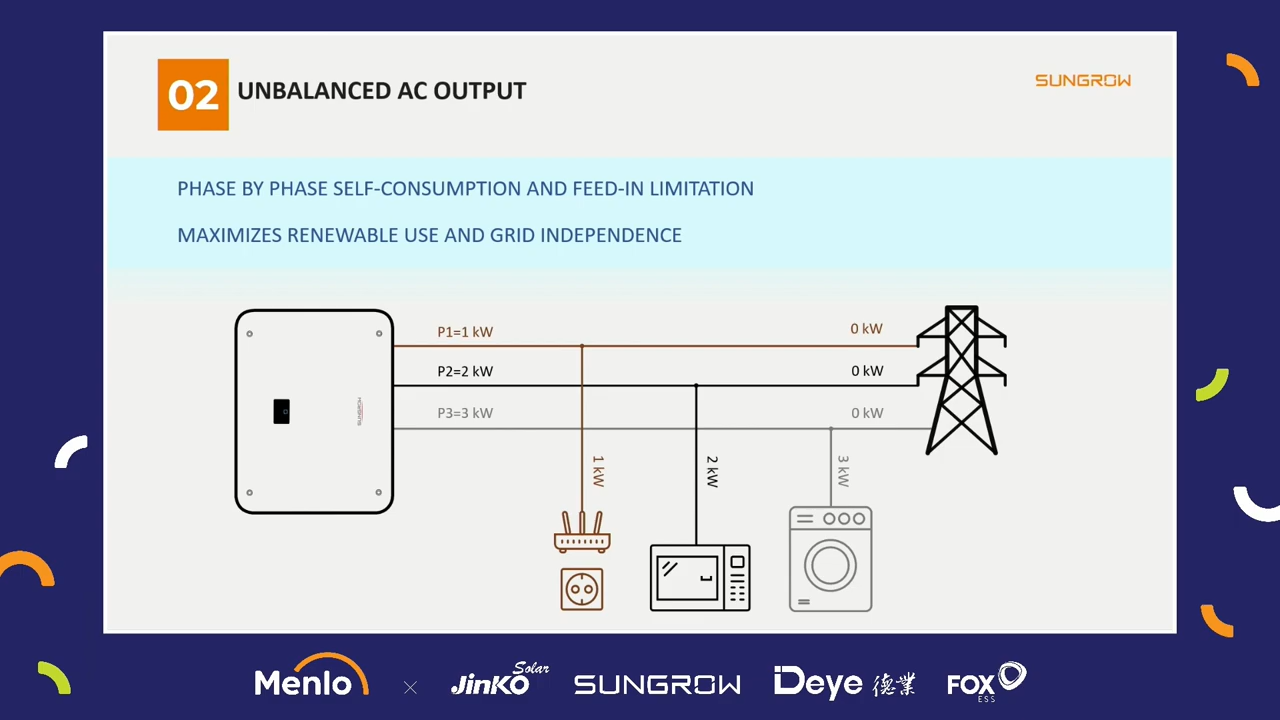 02
UNBALANCED AC OUTPUT
SUNGROW
PHASE BY PHASE SELF-CONSUMPTION AND FEED-IN LIMITATION
MAXIMIZES RENEWABLE USE AND GRID INDEPENDENCE
P1=1 kW
0 kW
P2=2 kW
0 kW
P3=3 kW
0 kW
1 kW
2 kW
3 kW
SUNGROW
Menlo
JinKO Solar
SUNGROW
Deye 德業
FOX ESS